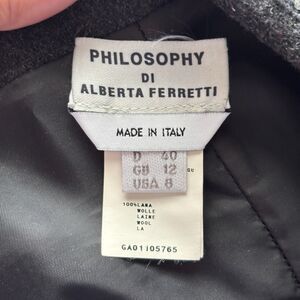 PHILOSOPHY
DI
ALBERTA FERRETTI
MADE IN ITALY
D 40
GB 12
USA 8
100%LANA
WOLLE
LAINE
WOOL
LA
GA01105765